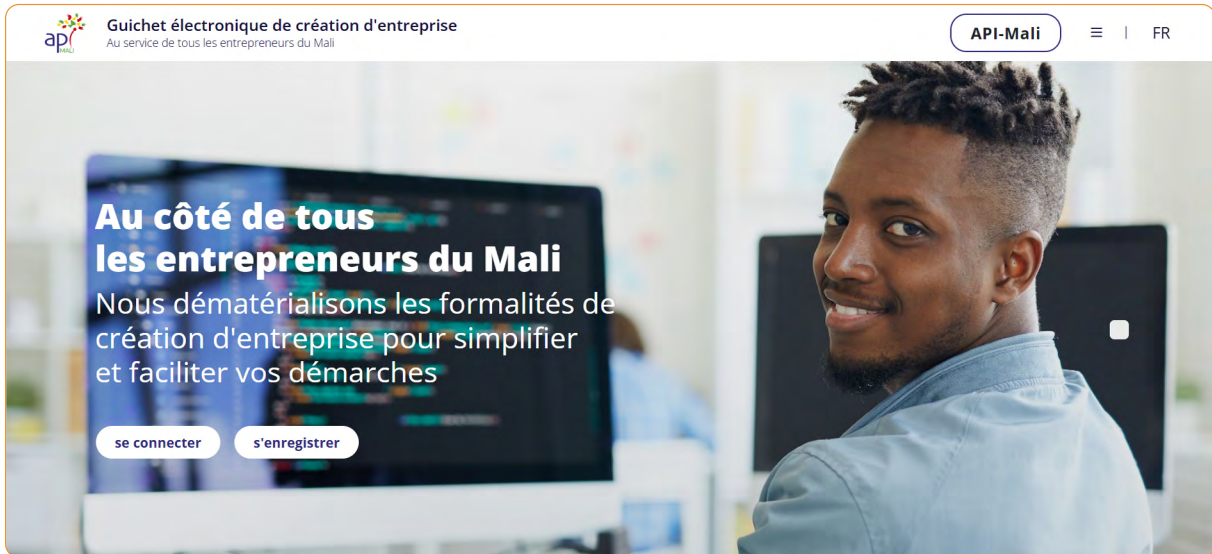 api
MALI
Guichet électronique de création d'entreprise
Au service de tous les entrepreneurs du Mali
API-Mali
FR
Au côté de tous
les entrepreneurs du Mali
Nous dématérialisons les formalités de
création d'entreprise pour simplifier
et faciliter vos démarches
se connecter
s'enregistrer